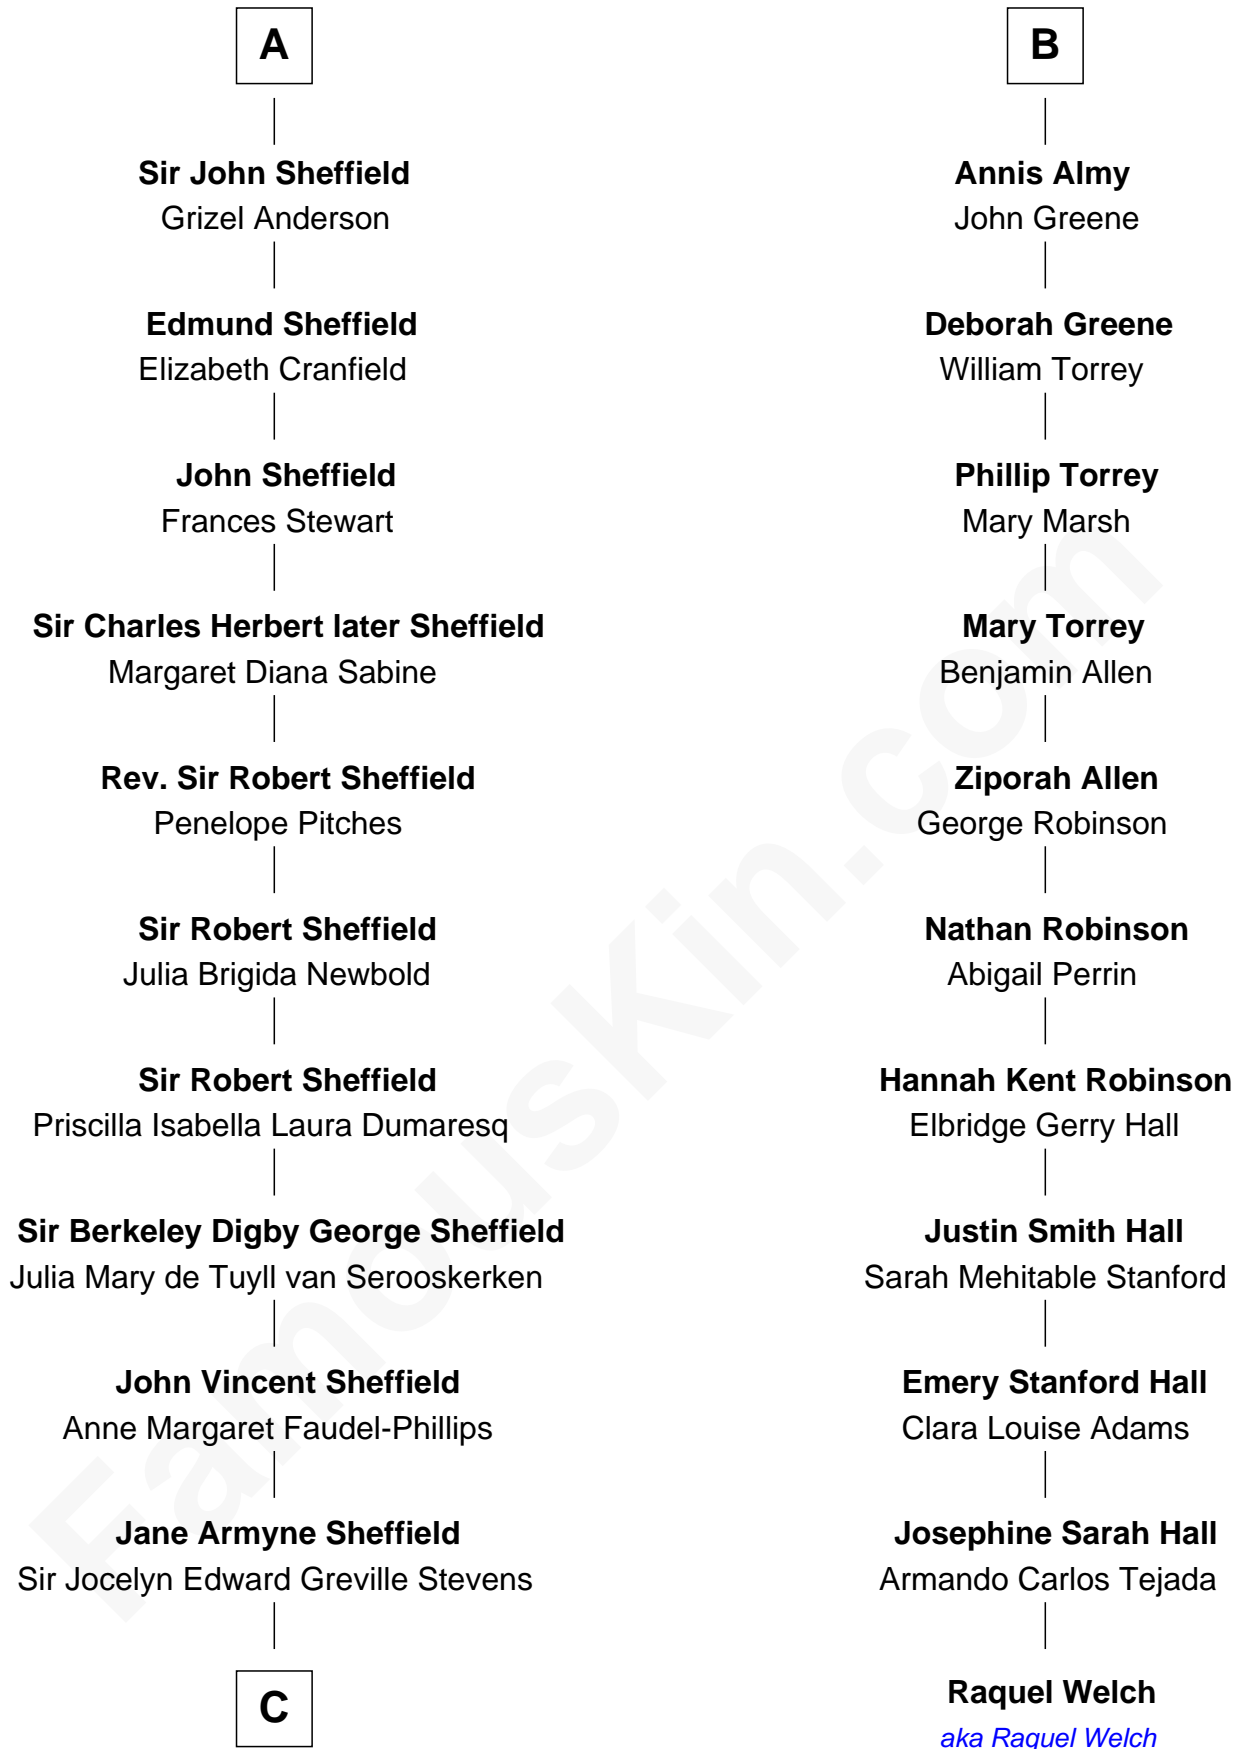 A
Sir John Sheffield
Grizel Anderson
Edmund Sheffield
Elizabeth Cranfield
John Sheffield
Frances Stewart
Sir Charles Herbert later Sheffield
Margaret Diana Sabine
Rev. Sir Robert Sheffield
Penelope Pitches
Sir Robert Sheffield
Julia Brigida Newbold
Sir Robert Sheffield
Priscilla Isabella Laura Dumaresq
Sir Berkeley Digby George Sheffield
Julia Mary de Tuyll van Serooskerken
John Vincent Sheffield
Anne Margaret Faudel-Phillips
Jane Armyne Sheffield
Sir Jocelyn Edward Greville Stevens
C
B
Annis Almy
John Greene
Deborah Greene
William Torrey
Phillip Torrey
Mary Marsh
Mary Torrey
Benjamin Allen
Ziporah Allen
George Robinson
Nathan Robinson
Abigail Perrin
Hannah Kent Robinson
Elbridge Gerry Hall
Justin Smith Hall
Sarah Mehitable Stanford
Emery Stanford Hall
Clara Louise Adams
Josephine Sarah Hall
Armando Carlos Tejada
Raquel Welch
aka Raquel Welch
FamousKin.com